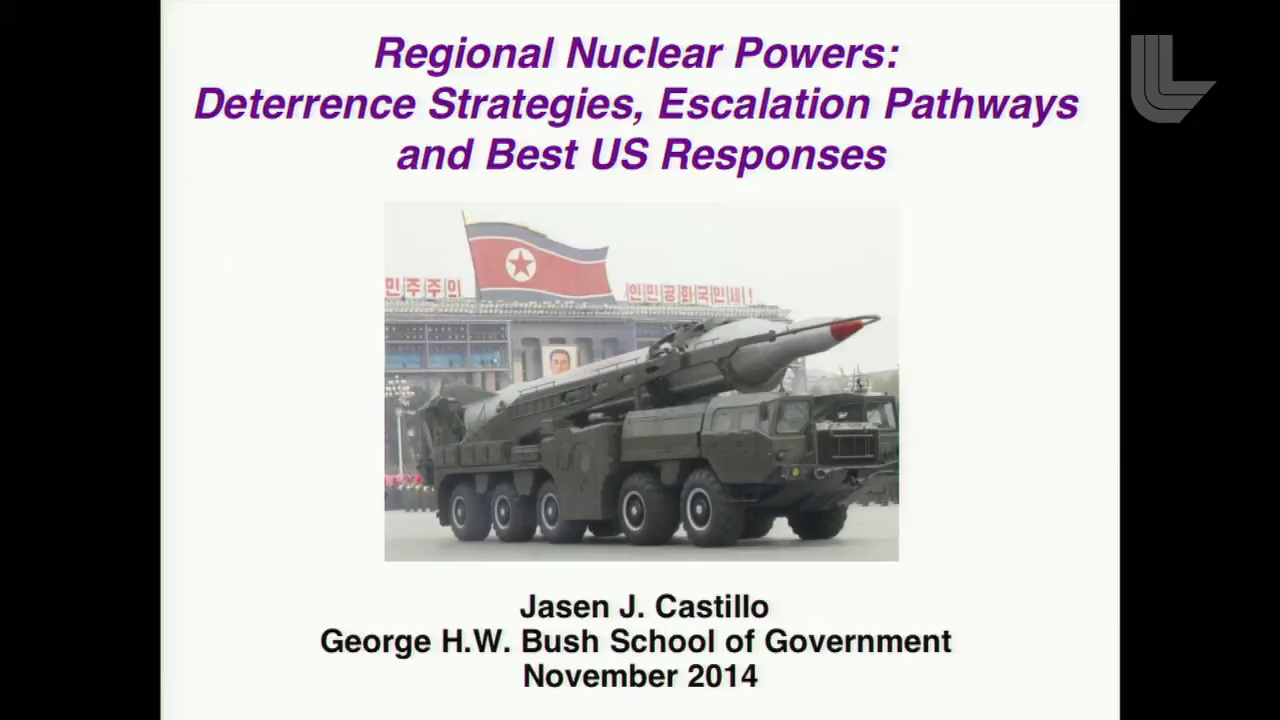 Regional Nuclear Powers:
Deterrence Strategies, Escalation Pathways
and Best US Responses
민주주의
인민공화국만세!
Jasen J. Castillo
George H.W. Bush School of Government
November 2014